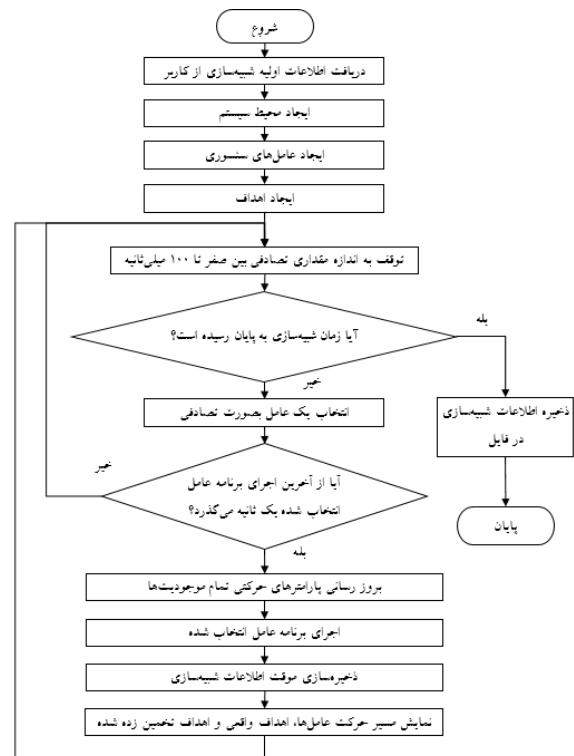 شروع
دریافت اطلاعات اولیه شبیه‌سازی از کاربر
ایجاد محیط سیستم
ایجاد عامل‌های سنسوری
ایجاد اهداف
توقف به اندازه مقداری تصادفی بین صفر تا ۱۰۰ میلی‌ثانیه
آیا زمان شبیه‌سازی به پایان رسیده است؟
بله
خیر
ذخیره اطلاعات شبیه‌سازی
در فایل
پایان
انتخاب یک عامل بصورت تصادفی
آیا از آخرین اجرای برنامه عامل
انتخاب شده یک ثانیه می‌گذرد؟
خیر
بله
بروز رسانی پارامترهای حرکتی تمام موجودیت‌ها
اجرای برنامه عامل انتخاب شده
ذخیره‌سازی موقت اطلاعات شبیه‌سازی
نمایش مسیر حرکت عامل‌ها، اهداف واقعی و اهداف تخمین زده شده